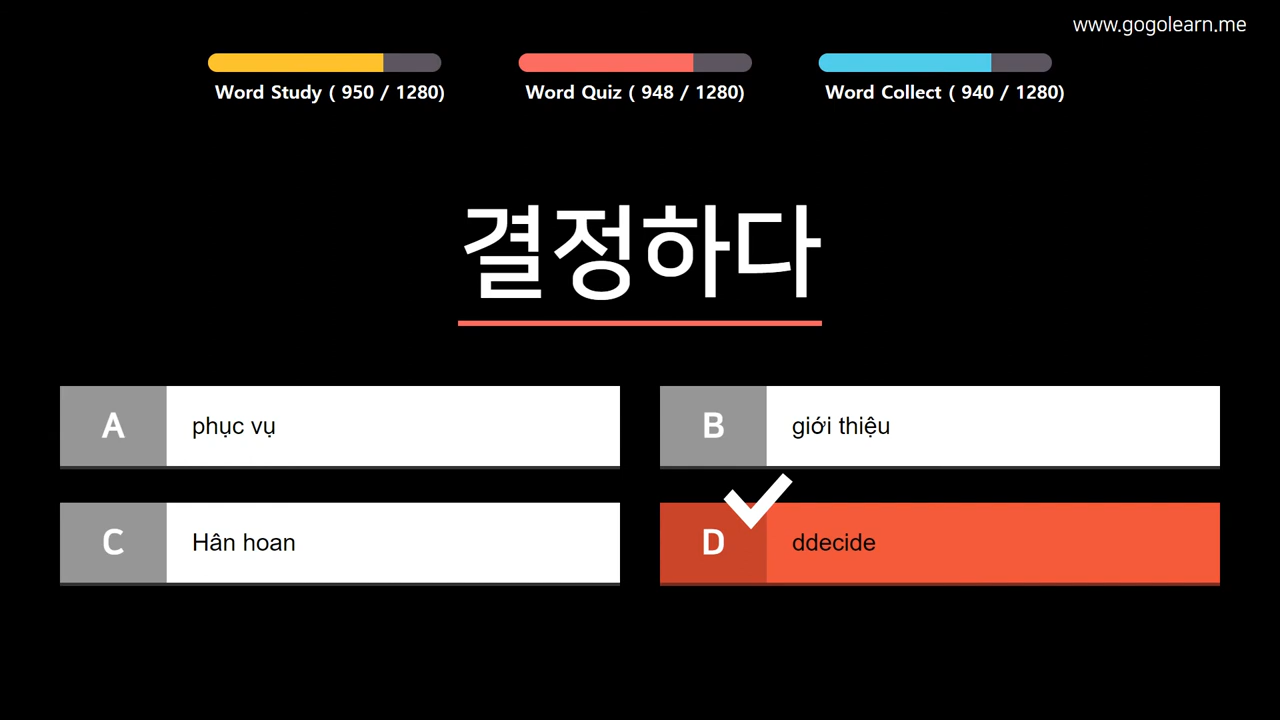 www.gogolearn.me
Word Study ( 950 / 1280)
Word Quiz ( 948 / 1280)
Word Collect ( 940 / 1280)
결정하다
A
phục vụ
B
giới thiệu
C
Hân hoan
D
ddecide